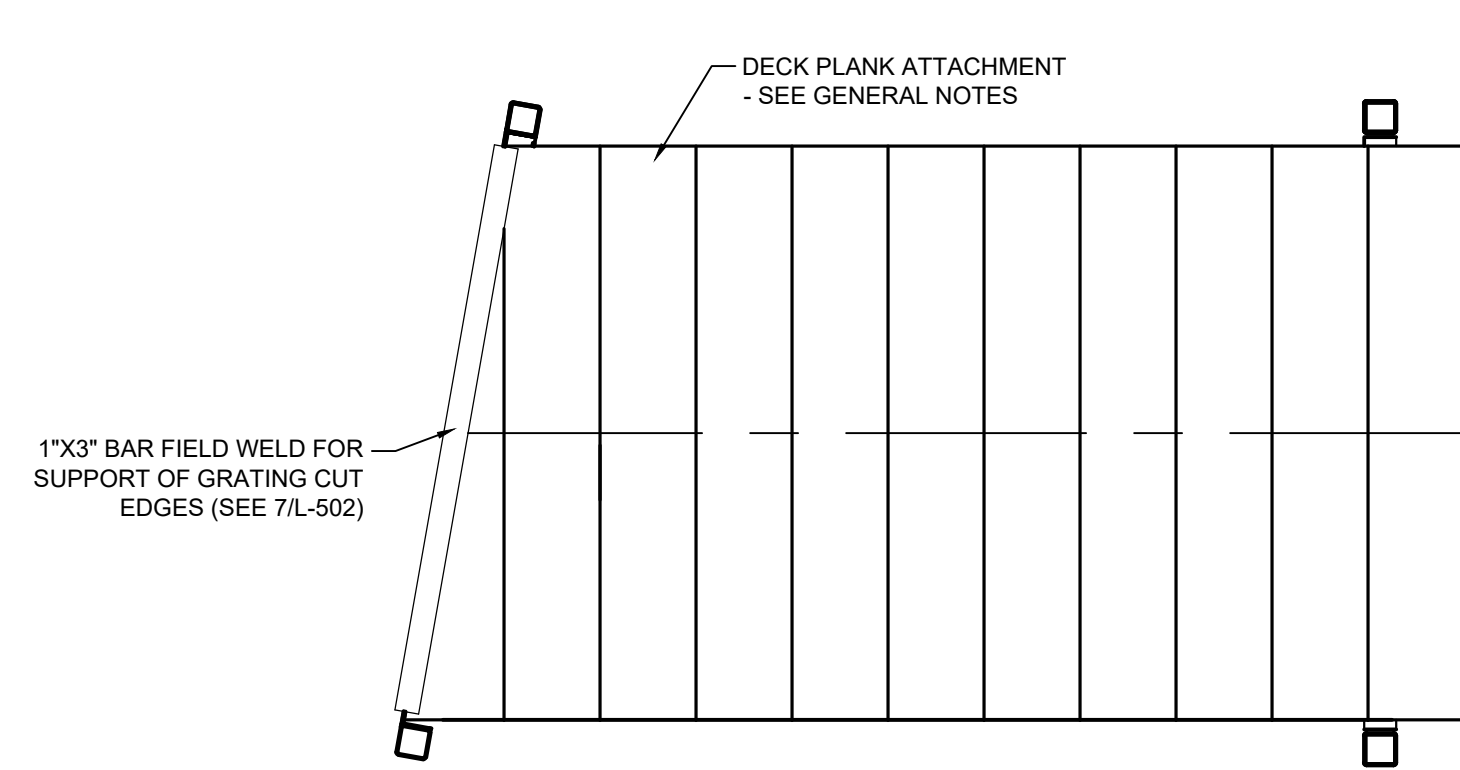 DECK PLANK ATTACHMENT
- SEE GENERAL NOTES
1"X3" BAR FIELD WELD FOR
SUPPORT OF GRATING CUT
EDGES (SEE 7/L-502)